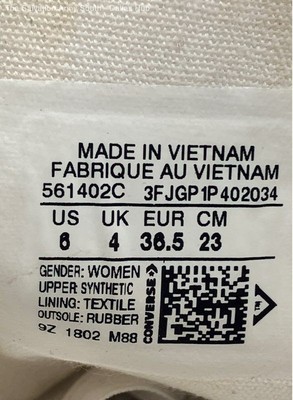 MADE IN VIETNAM
FABRIQUE AU VIETNAM
561402C 3FJGP1P402034
US UK EUR CM
6 4 36.5 23
GENDER: WOMEN
UPPER: SYNTHETIC
LINING: TEXTILE
OUTSOLE: RUBBER
9Z 1802 M88
CONVERSE